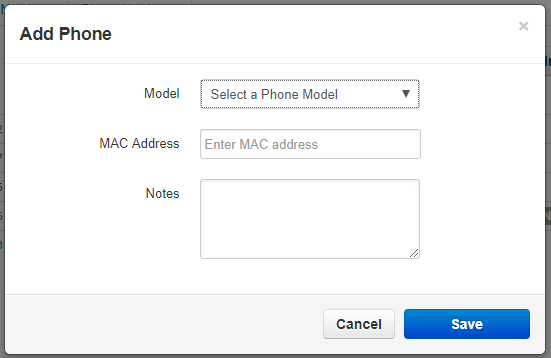 Add Phone
×
Model
Select a Phone Model
MAC Address
Enter MAC address
Notes
Cancel
Save